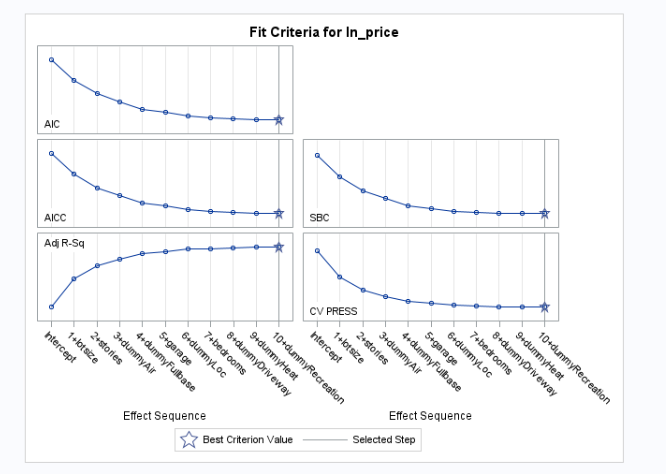 Fit Criteria for ln_price
AIC
AICC
SBC
Adj R-Sq
CV PRESS
Intercept
1+lotsize
2+stories
3+dummyAir
4+dummyFullbase
5+garage
6+dummyLoc
7+bedrooms
8+dummyDriveway
9+dummyHeat
10+dummyRecreation
Intercept
1+lotsize
2+stories
3+dummyAir
4+dummyFullbase
5+garage
6+dummyLoc
7+bedrooms
8+dummyDriveway
9+dummyHeat
10+dummyRecreation
Effect Sequence
Effect Sequence
Best Criterion Value
Selected Step